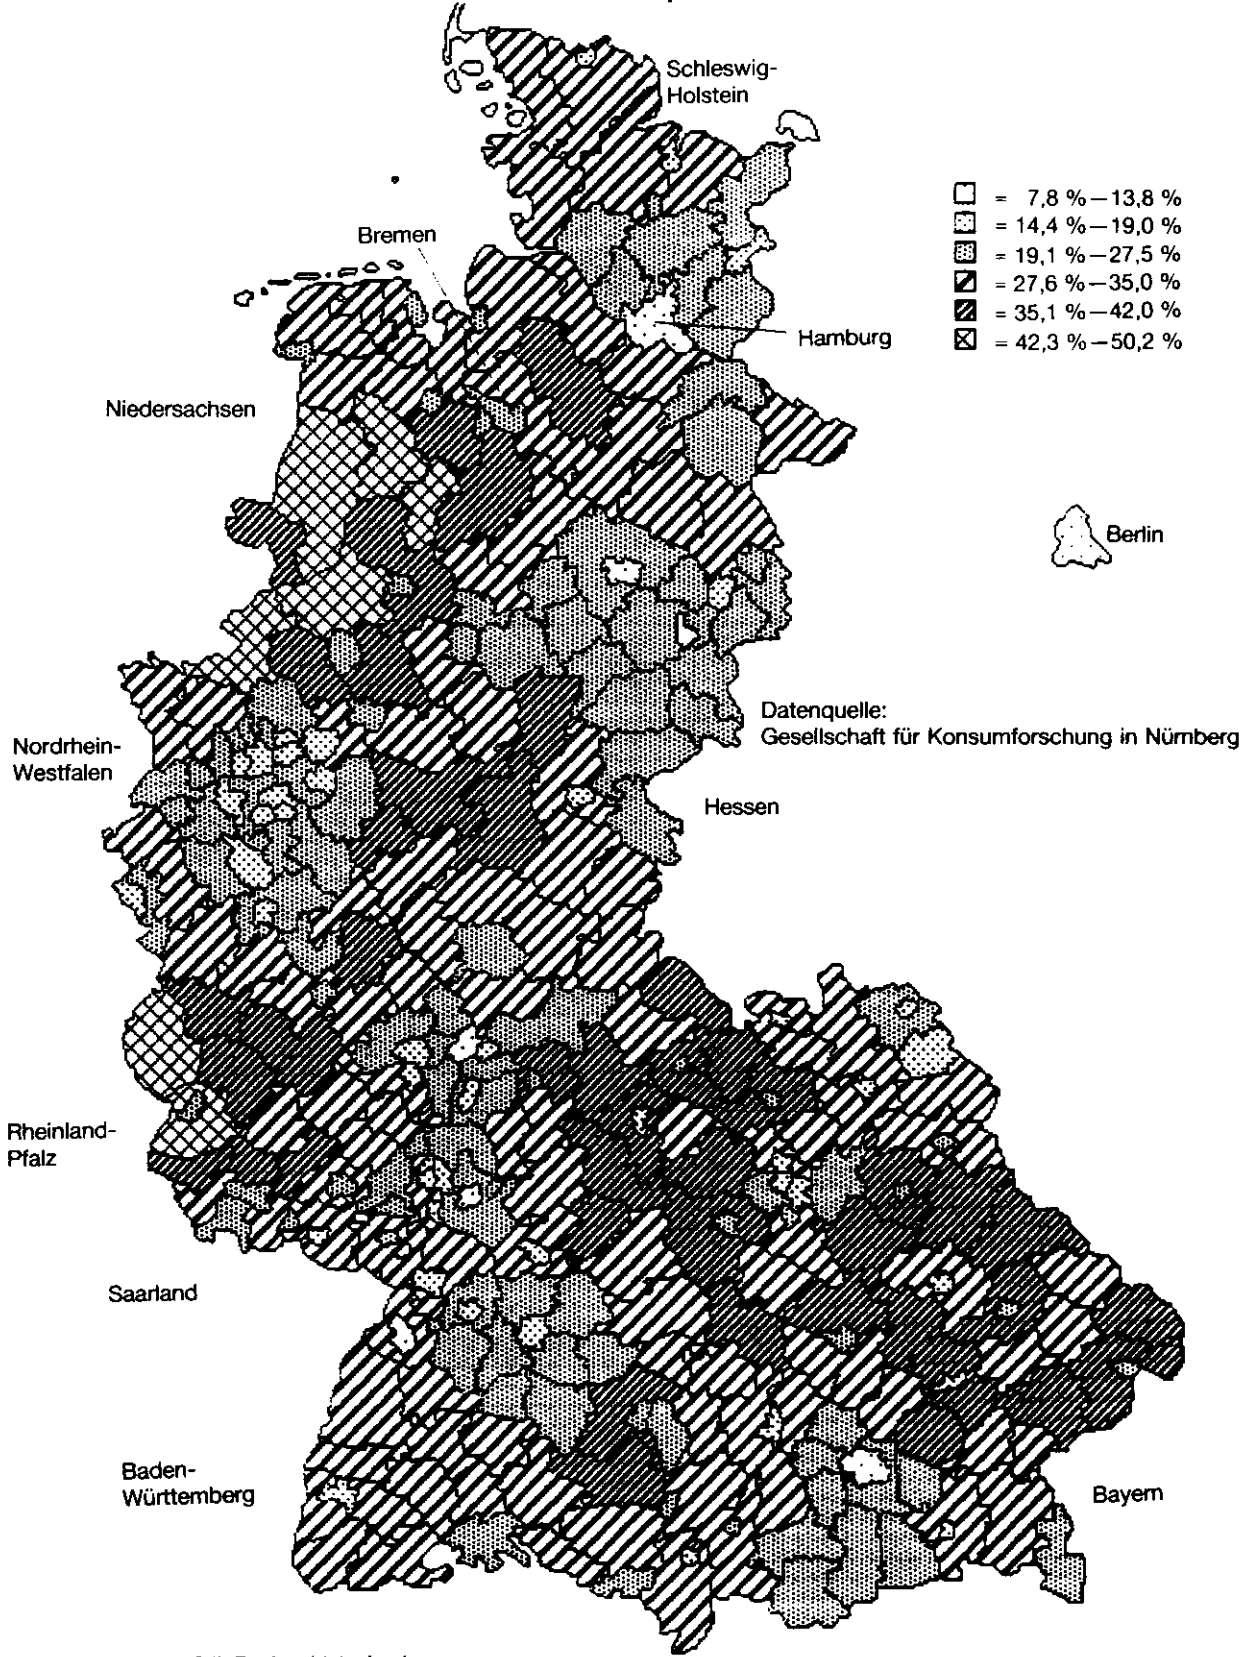 Schleswig-
Holstein
= 7,8 %—13,8 %
= 14,4 %—19,0 %
= 19,1 %—27,5 %
= 27,6 %—35,0 %
= 35,1 %—42,0 %
= 42,3 %—50,2 %
Bremen
Hamburg
Niedersachsen
Berlin
Datenquelle:
Gesellschaft für Konsumforschung in Nürnberg
Nordrhein-
Westfalen
Hessen
Rheinland-
Pfalz
Saarland
Baden-
Württemberg
Bayern